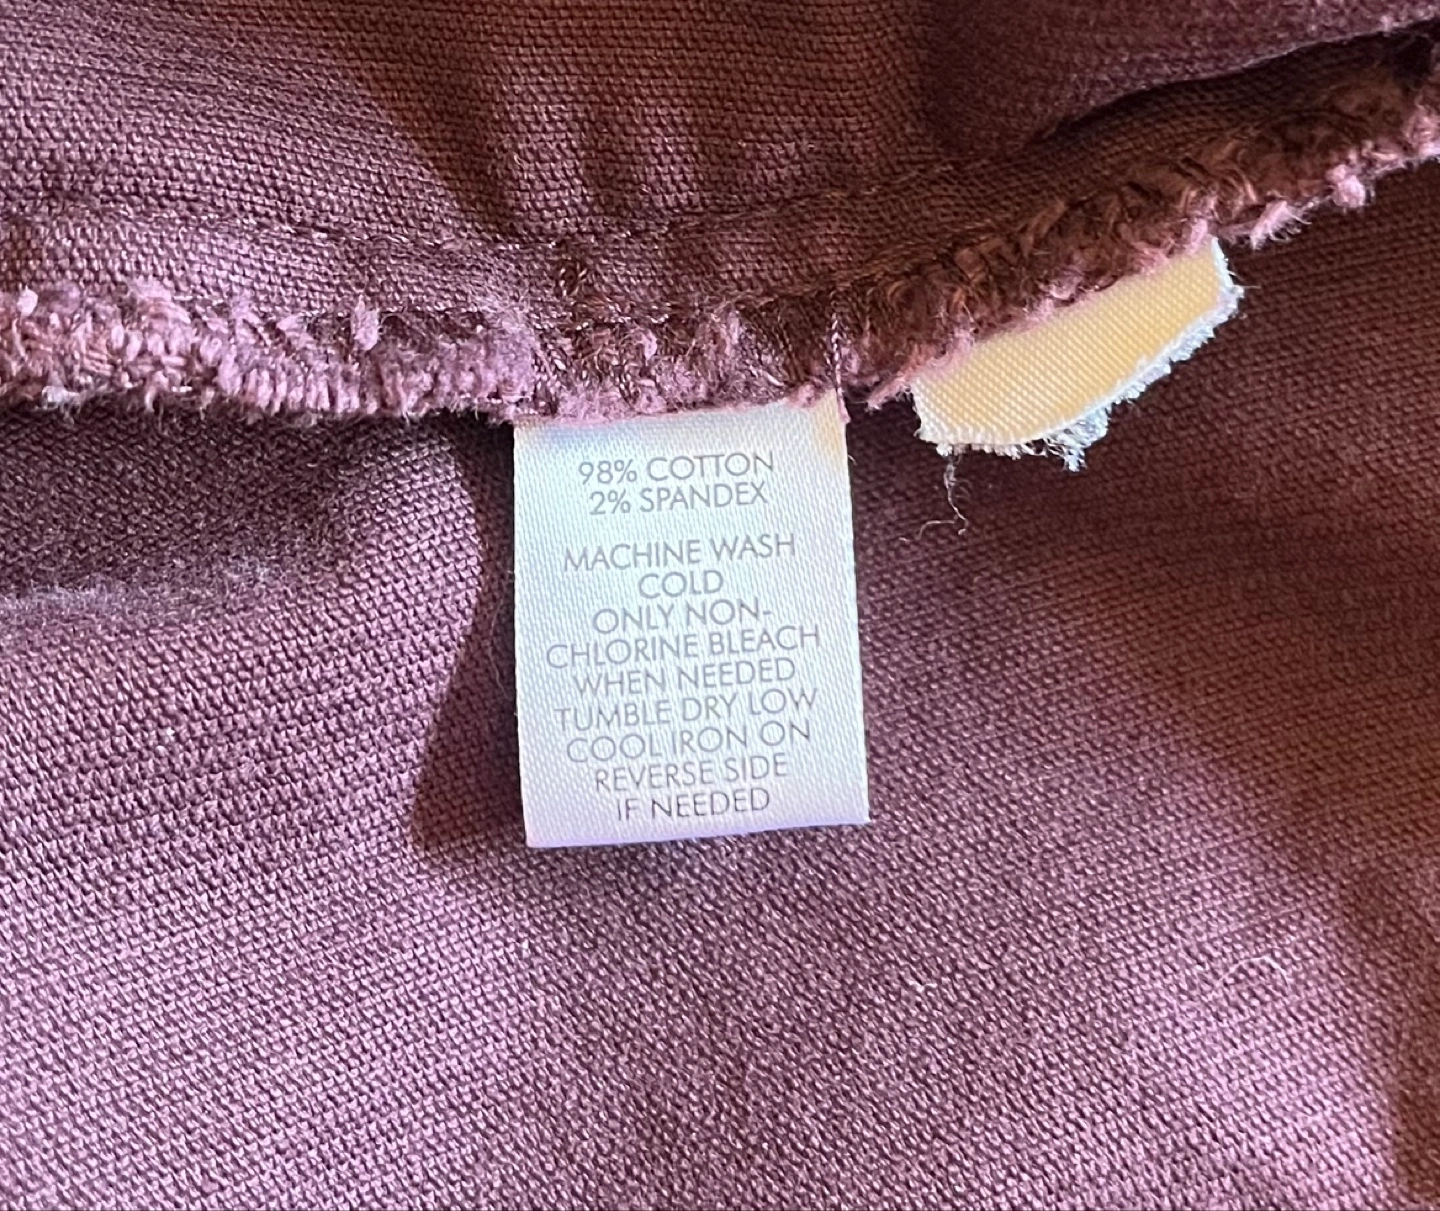 98% COTTON
2% SPANDEX
MACHINE WASH
COLD
ONLY NON-
CHLORINE BLEACH
WHEN NEEDED
TUMBLE DRY LOW
COOL IRON ON
REVERSE SIDE
IF NEEDED